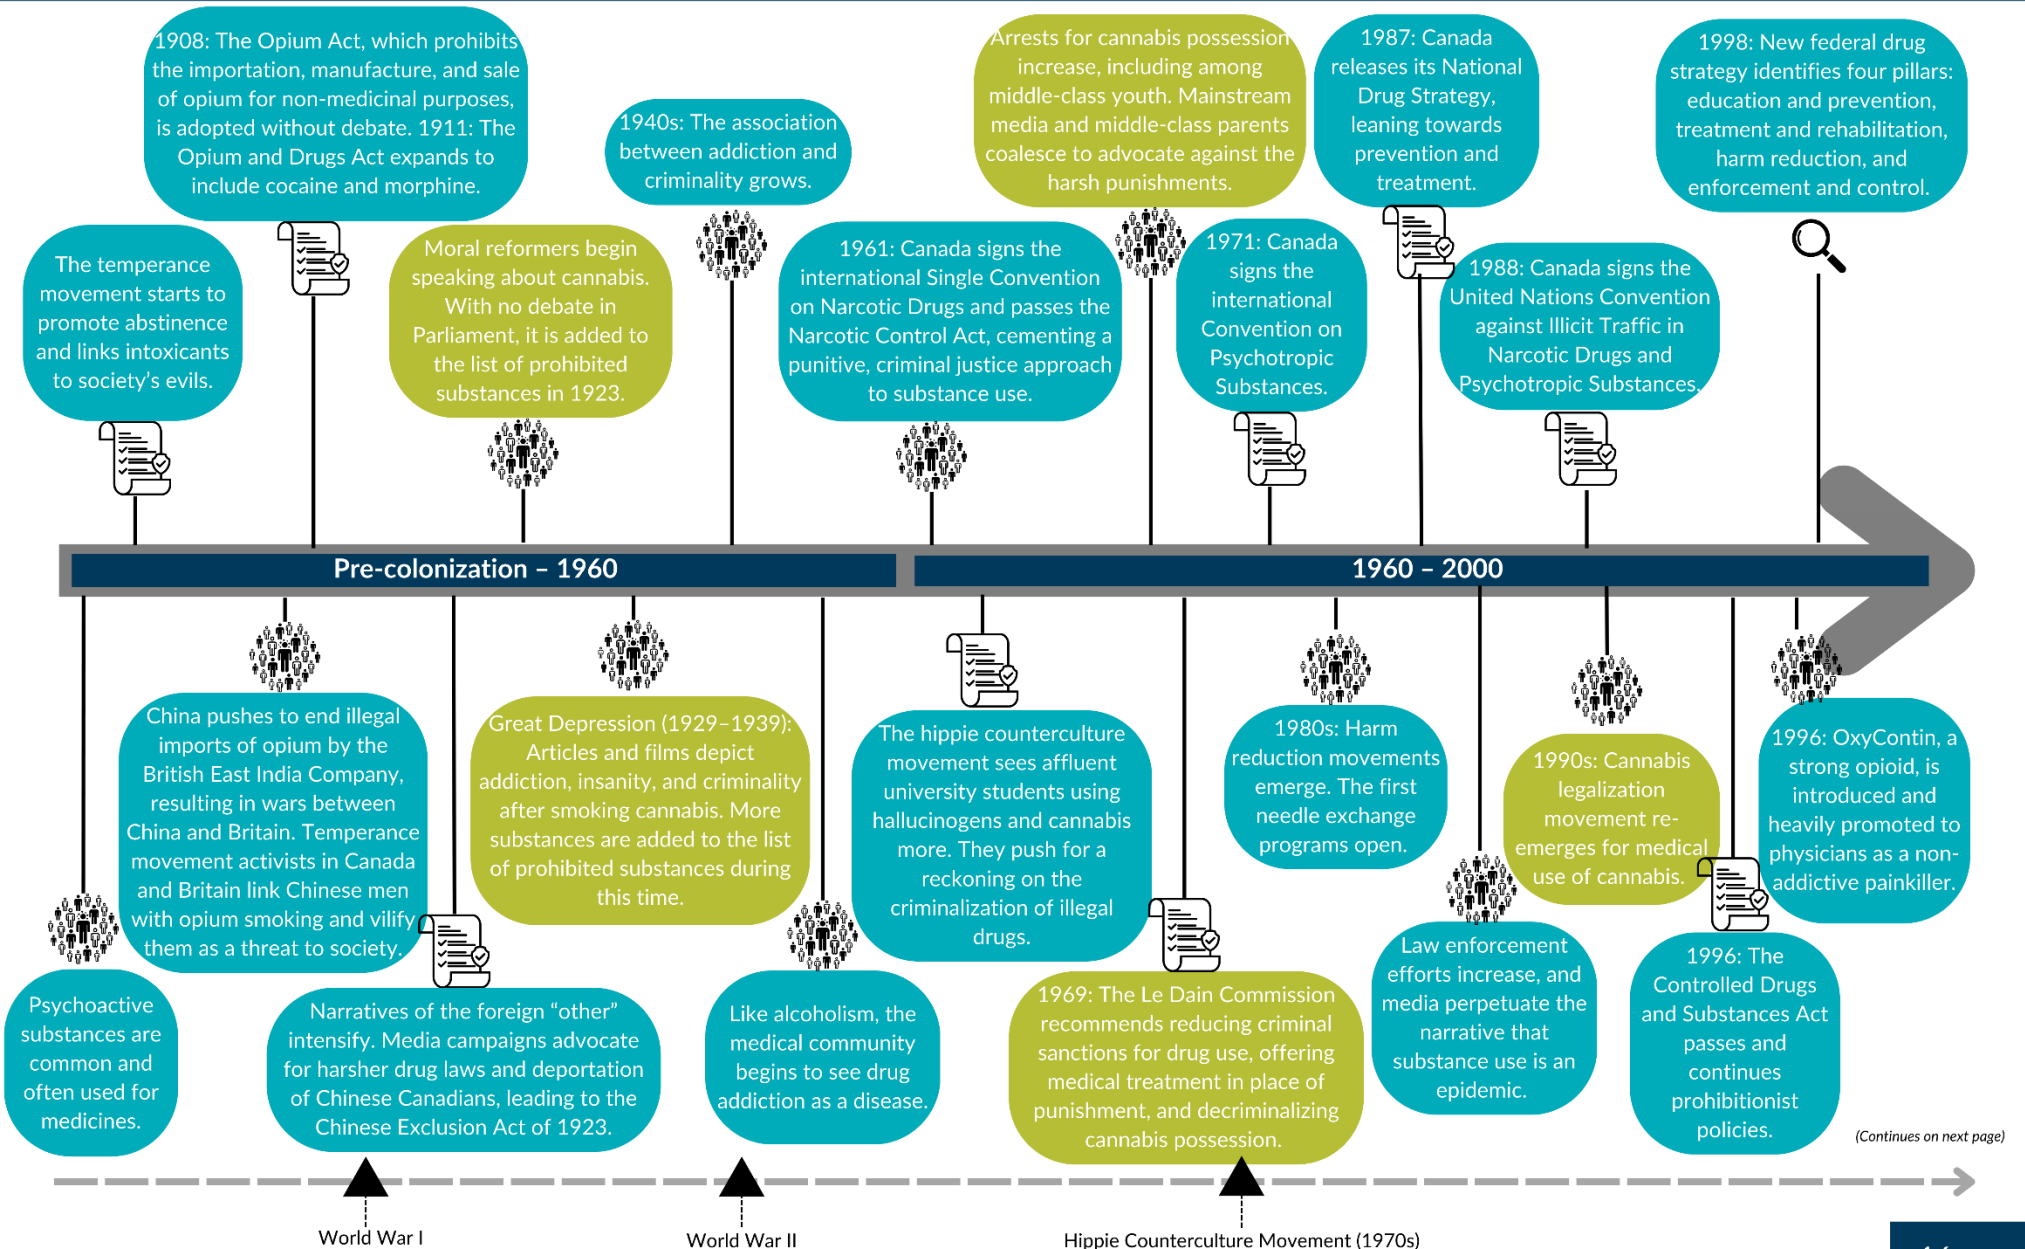 1908: The Opium Act, which prohibits
the importation, manufacture, and sale
of opium for non-medicinal purposes,
is adopted without debate. 1911: The
Opium and Drugs Act expands to
include cocaine and morphine.
Arrests for cannabis possession
increase, including among
middle-class youth. Mainstream
media and middle-class parents
coalesce to advocate against the
harsh punishments.
1987: Canada
releases its National
Drug Strategy,
leaning towards
prevention and
treatment.
1998: New federal drug
strategy identifies four pillars:
education and prevention,
treatment and rehabilitation,
harm reduction, and
enforcement and control.
1940s: The association
between addiction and
criminality grows.
The temperance
movement starts to
promote abstinence
and links intoxicants
to society's evils.
Moral reformers begin
speaking about cannabis.
With no debate in
Parliament, it is added to
the list of prohibited
substances in 1923.
1961: Canada signs the
international Single Convention
on Narcotic Drugs and passes the
Narcotic Control Act, cementing a
punitive, criminal justice approach
to substance use.
1971: Canada
signs the
international
Convention on
Psychotropic
Substances.
1988: Canada signs the
United Nations Convention
against Illicit Traffic in
Narcotic Drugs and
Psychotropic Substances.
Pre-colonization – 1960
1960 – 2000
Psychoactive
substances are
common and
often used for
medicines.
China pushes to end illegal
imports of opium by the
British East India Company,
resulting in wars between
China and Britain. Temperance
movement activists in Canada
and Britain link Chinese men
with opium smoking and vilify
them as a threat to society.
Narratives of the foreign “other”
intensify. Media campaigns advocate
for harsher drug laws and deportation
of Chinese Canadians, leading to the
Chinese Exclusion Act of 1923.
Great Depression (1929–1939):
Articles and films depict
addiction, insanity, and criminality
after smoking cannabis. More
substances are added to the list
of prohibited substances during
this time.
Like alcoholism, the
medical community
begins to see drug
addiction as a disease.
The hippie counterculture
movement sees affluent
university students using
hallucinogens and cannabis
more. They push for a
reckoning on the
criminalization of illegal
drugs.
1969: The Le Dain Commission
recommends reducing criminal
sanctions for drug use, offering
medical treatment in place of
punishment, and decriminalizing
cannabis possession.
1980s: Harm
reduction movements
emerge. The first
needle exchange
programs open.
Law enforcement
efforts increase, and
media perpetuate the
narrative that
substance use is an
epidemic.
1990s: Cannabis
legalization
movement re-
emerges for medical
use of cannabis.
1996: The
Controlled Drugs
and Substances Act
passes and
continues
prohibitionist
policies.
1996: OxyContin, a
strong opioid, is
introduced and
heavily promoted to
physicians as a non-
addictive painkiller.
(Continues on next page)
World War I
World War II
Hippie Counterculture Movement (1970s)